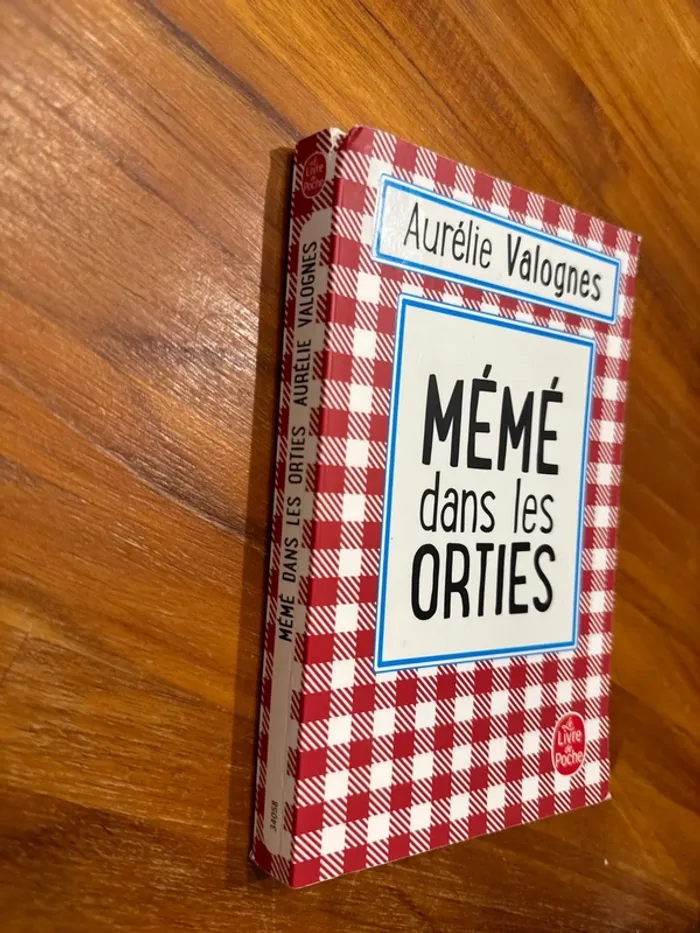 Aurélie Valognes
MÉMÉ
dans les
ORTIES
Le
Livre
de
Poche
MÉMÉ DANS LES ORTIES AURÉLIE VALOGNES
Le
Livre
de
Poche
34058